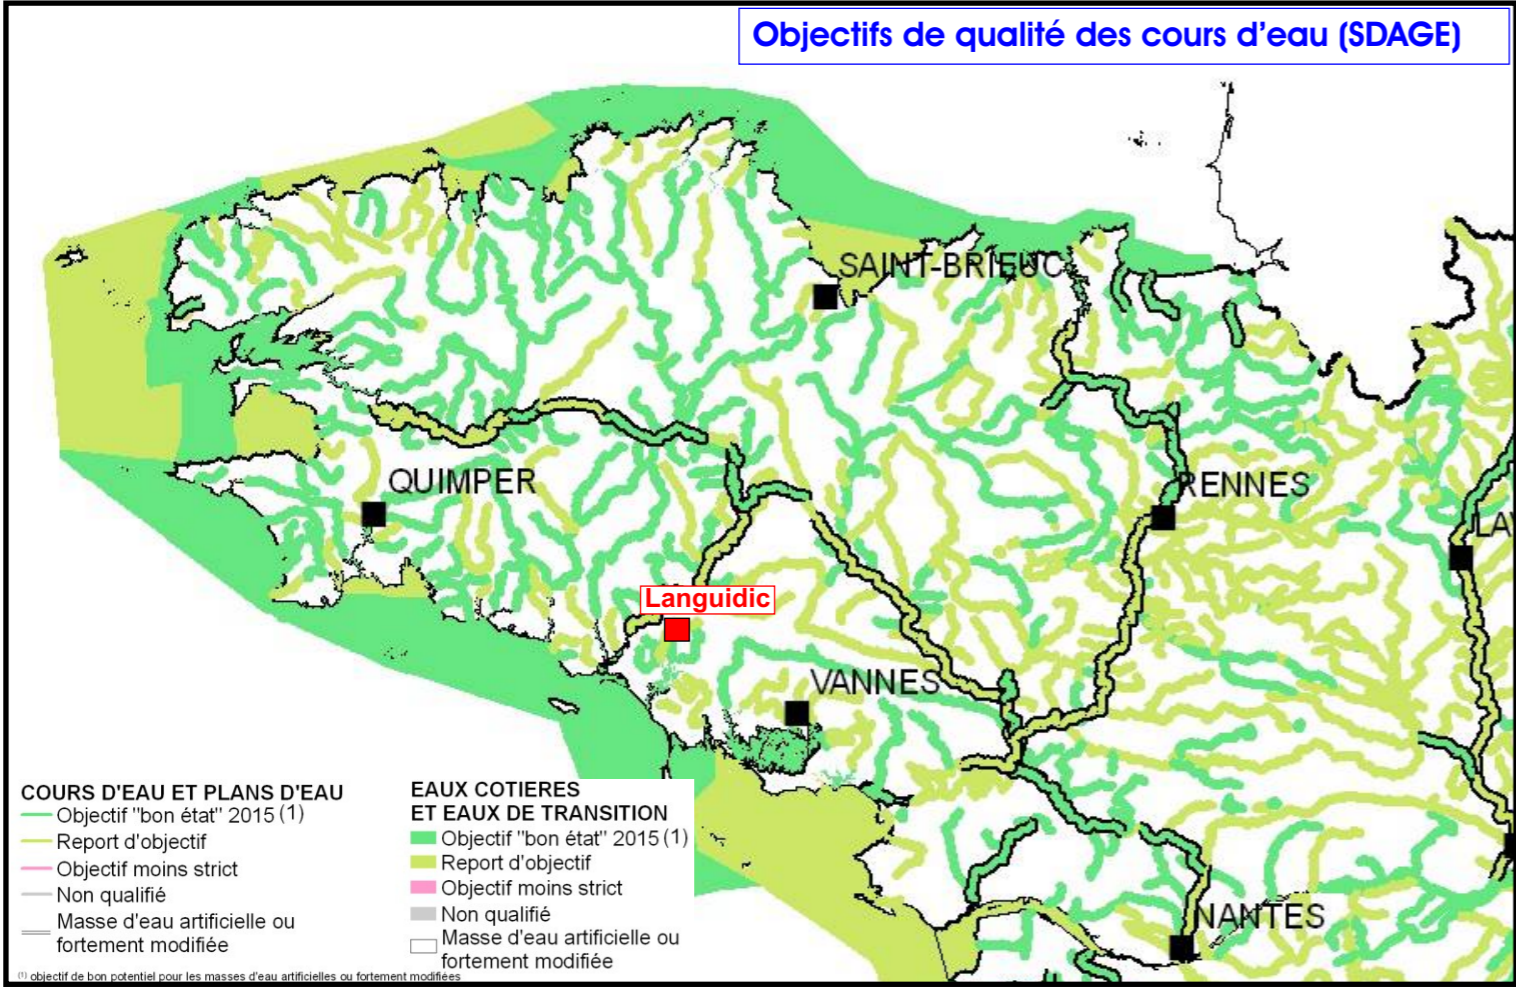 Objectifs de qualité des cours d'eau (SDAGE)
SAINT-BRIEUC
QUIMPER
RENNES
LAV
Languidic
VANNES
NANTES
COURS D'EAU ET PLANS D'EAU
Objectif "bon état" 2015 (1)
Report d'objectif
Objectif moins strict
Non qualifié
Masse d'eau artificielle ou
fortement modifiée
EAUX COTIERES
ET EAUX DE TRANSITION
Objectif "bon état" 2015 (1)
Report d'objectif
Objectif moins strict
Non qualifié
Masse d'eau artificielle ou
fortement modifiée
(1) objectif de bon potentiel pour les masses d'eau artificielles ou fortement modifiées